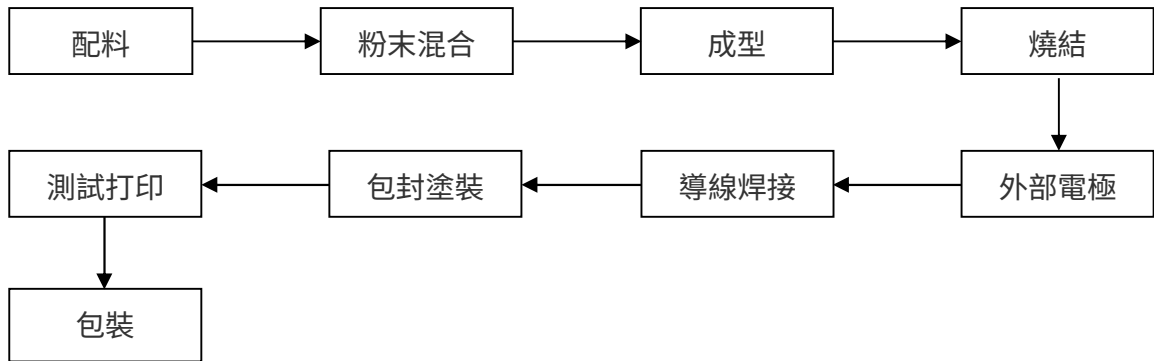 配料
粉末混合
成型
燒結
外部電極
導線焊接
包封塗裝
測試打印
包裝